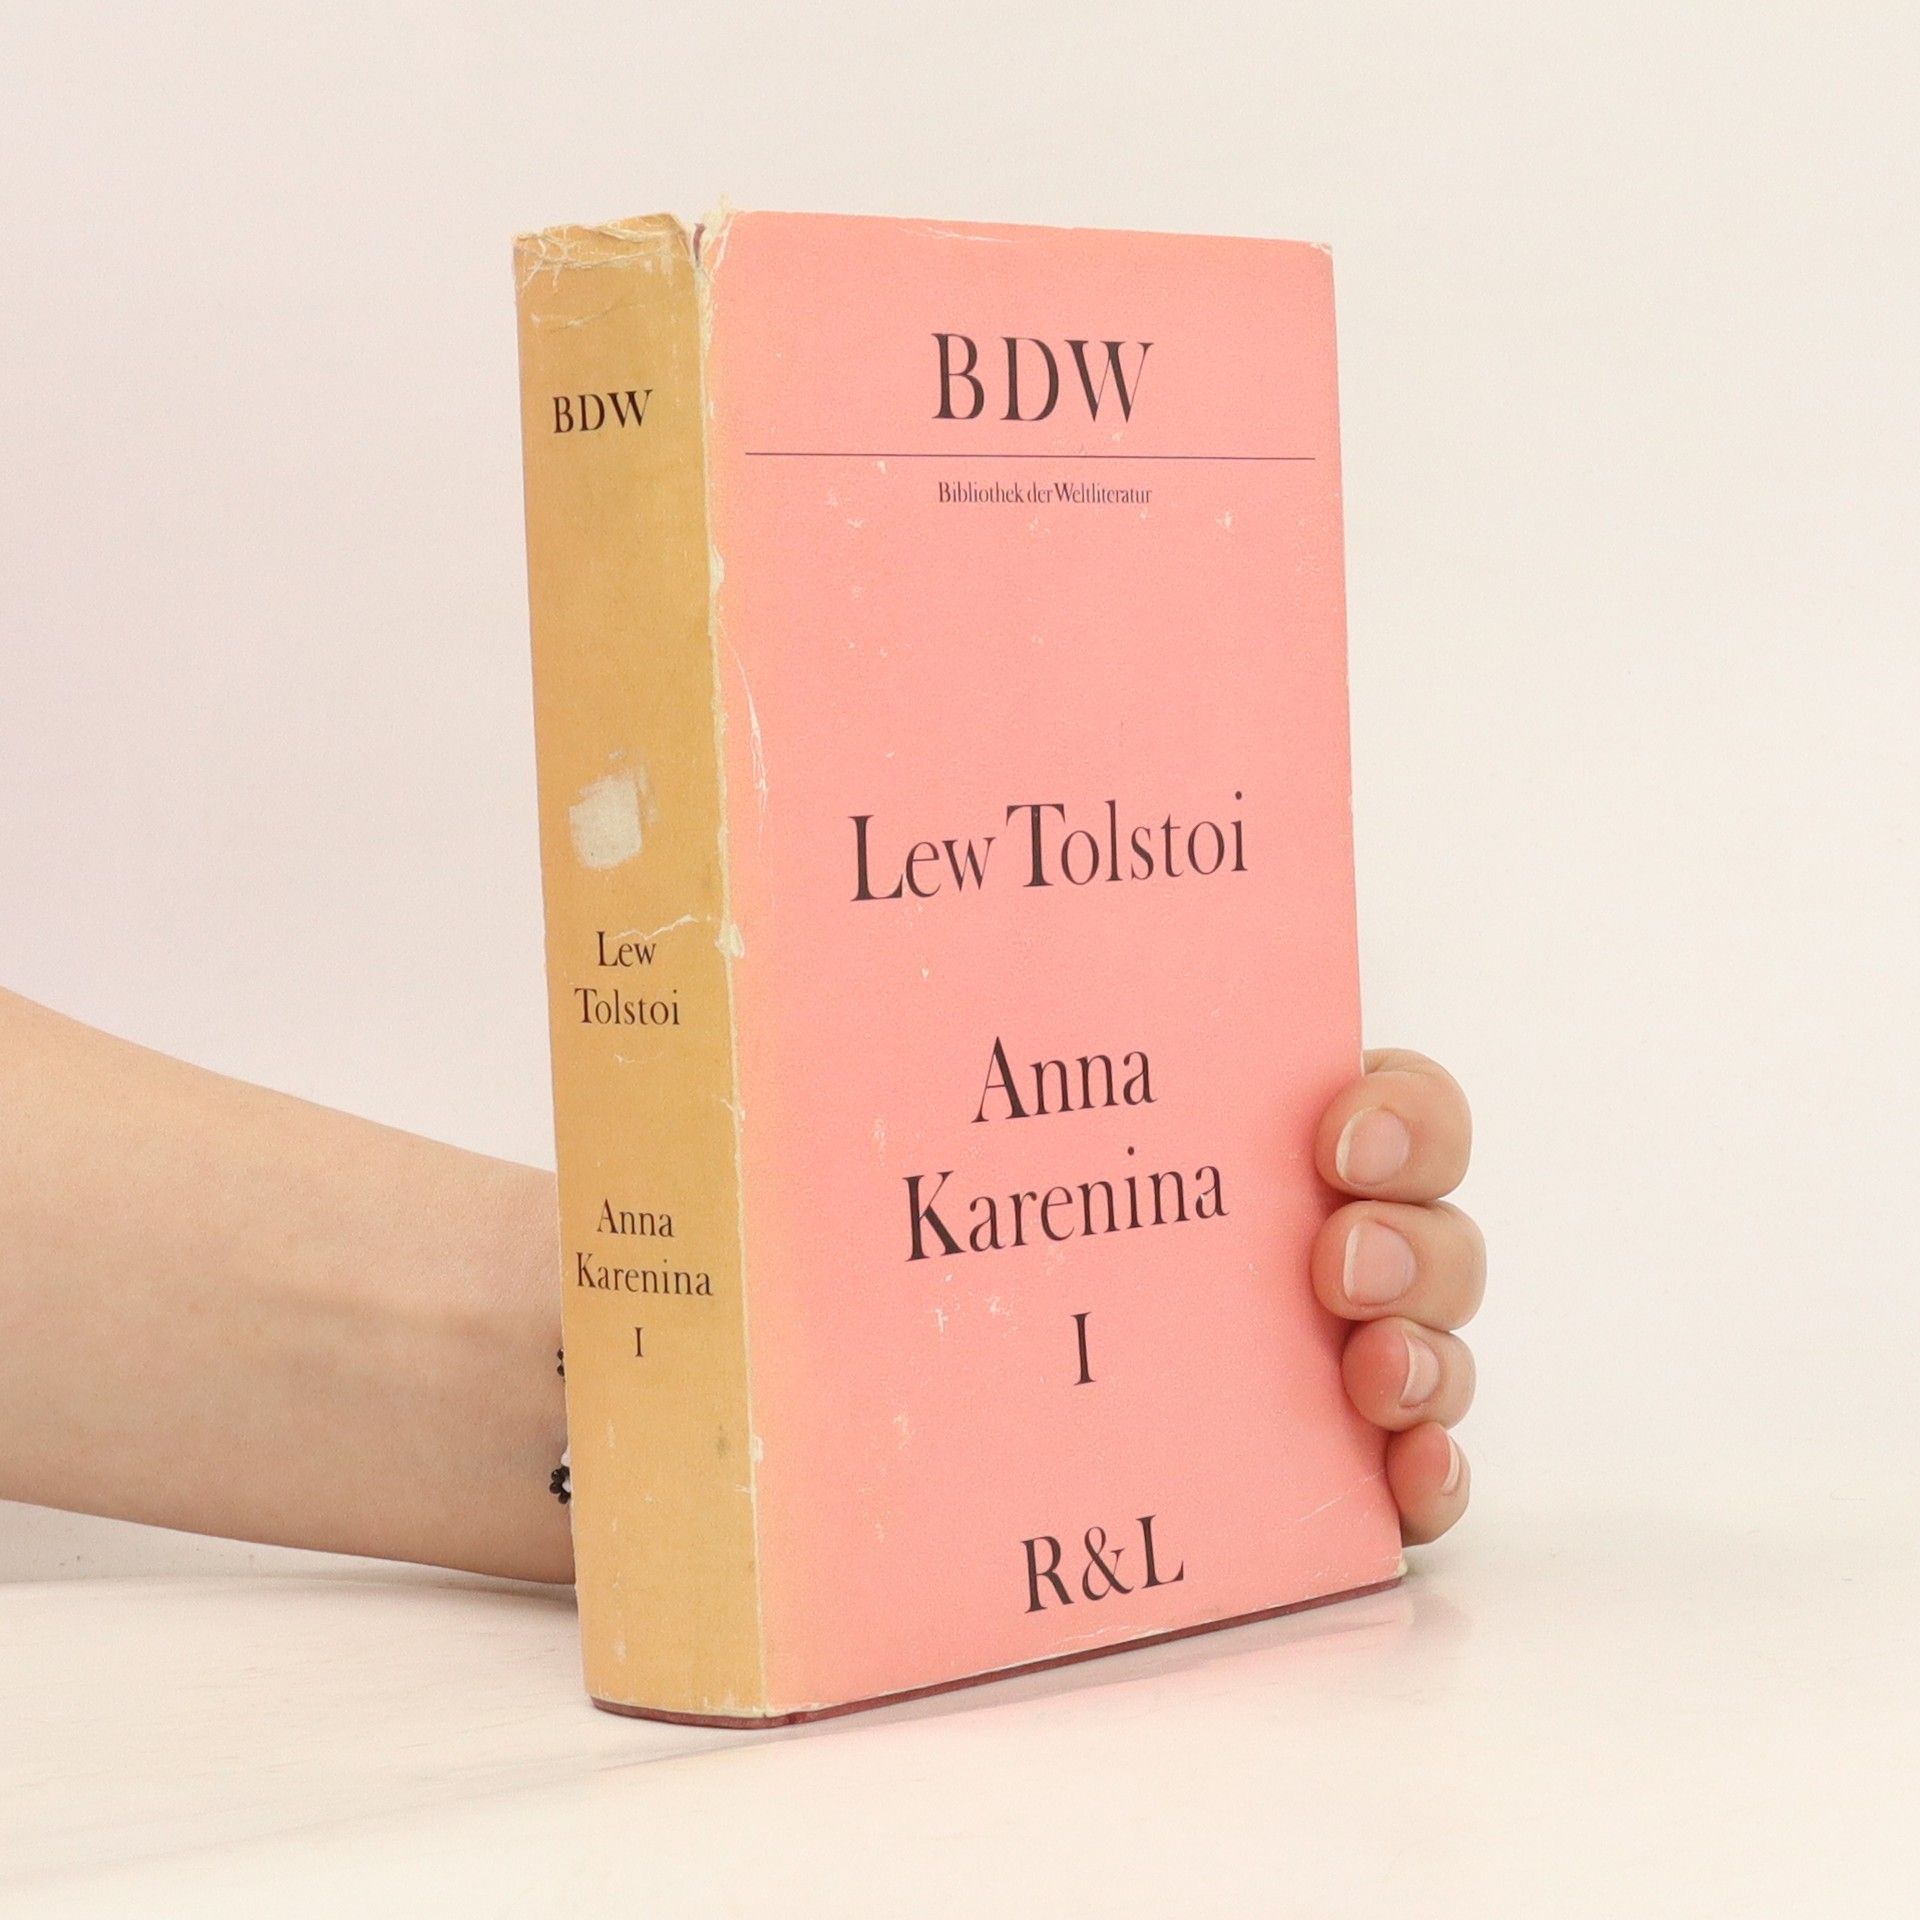 BDW
Lew
Tolstoi
Anna
Karenina
I
BDW
Bibliothek der Weltliteratur
Lew Tolstoi
Anna
Karenina
I
R&L